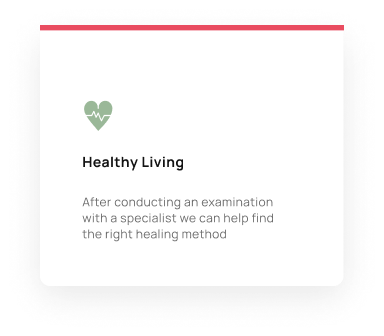 Healthy Living
After conducting an examination
with a specialist we can help find
the right healing method